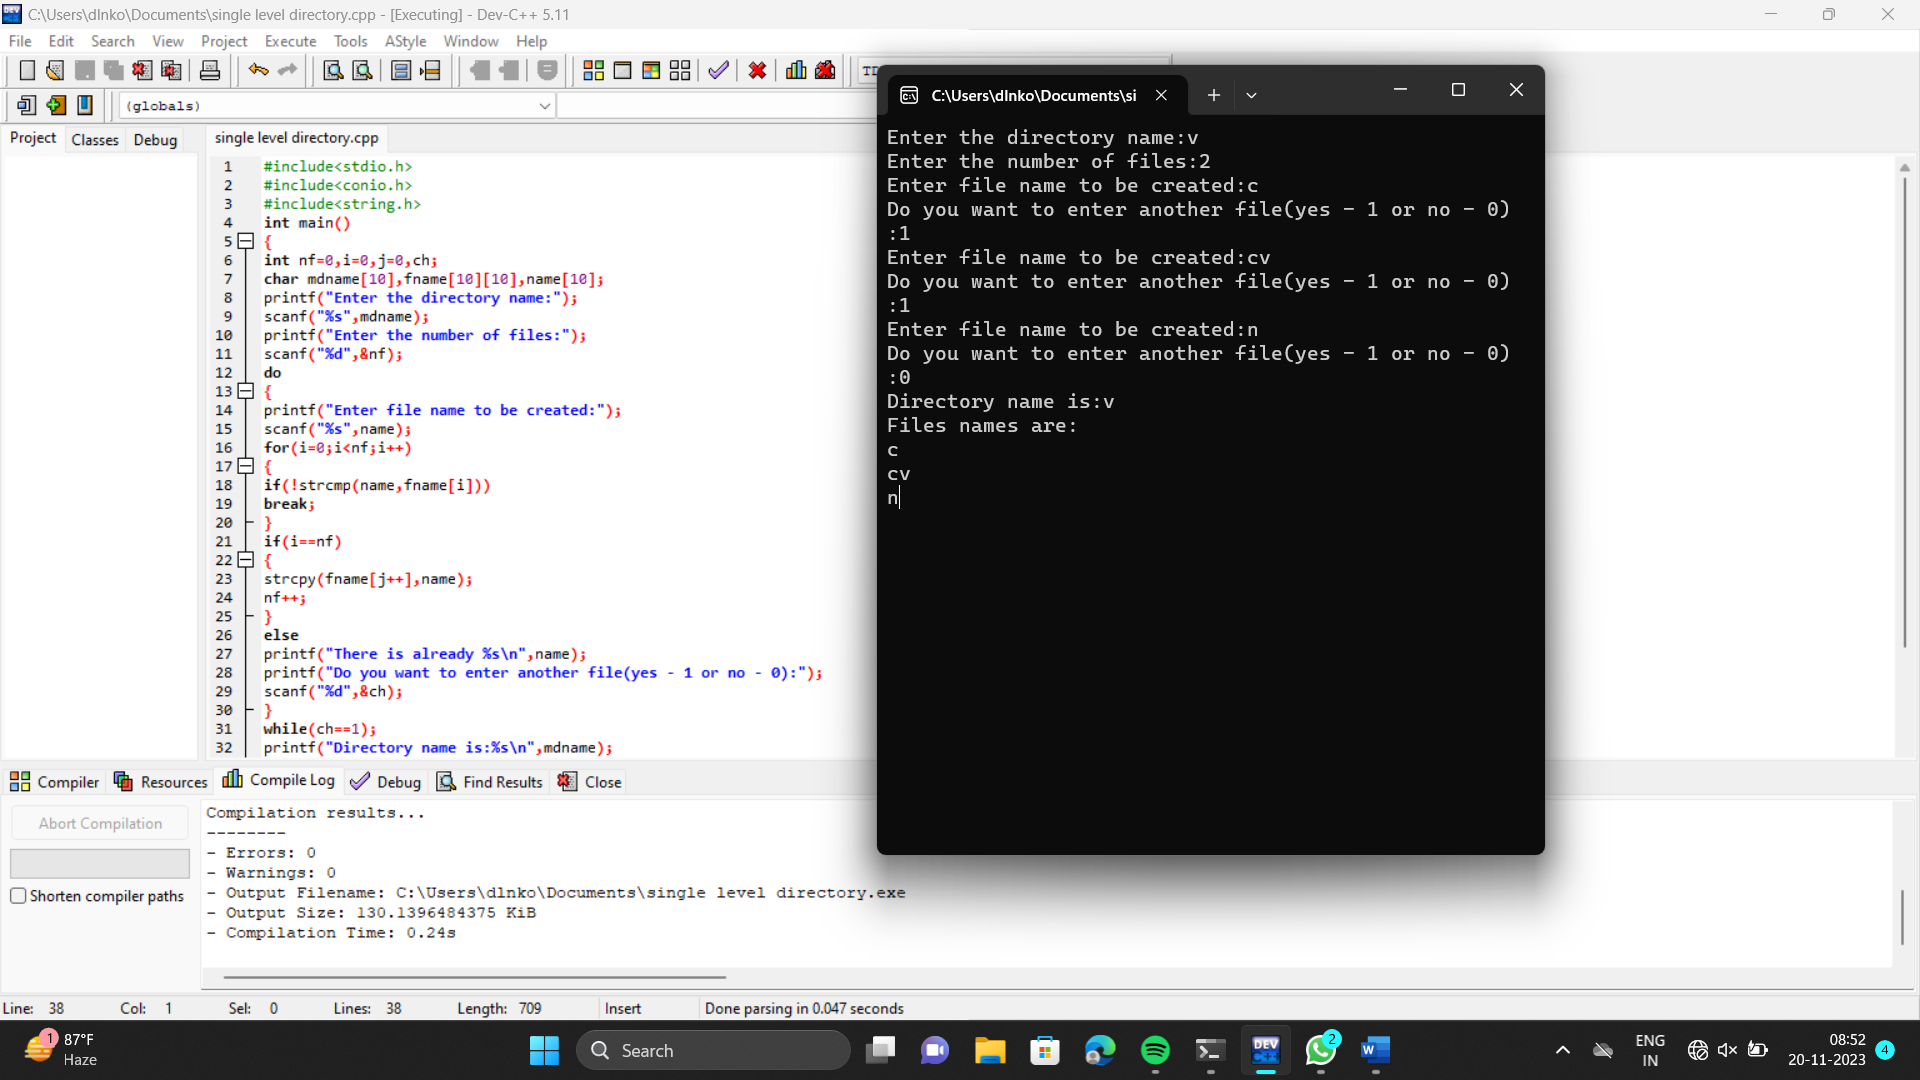 C:\Users\dlnko\Documents\single level directory.cpp - [Executing] - Dev-C++ 5.11
File Edit Search View Project Execute Tools AStyle Window Help
(globals)
Project Classes Debug
single level directory.cpp
1 #include<stdio.h>
2 #include<conio.h>
3 #include<string.h>
4 int main()
5 {
6 int nf=0,i=0,j=0,ch;
7 char mdname[10],fname[10][10],name[10];
8 printf("Enter the directory name:");
9 scanf("%s",mdname);
10 printf("Enter the number of files:");
11 scanf("%d",&nf);
12 do
13 {
14 printf("Enter file name to be created:");
15 scanf("%s",name);
16 for(i=0;i<nf;i++)
17 {
18 if(!strcmp(name,fname[i]))
19 break;
20 }
21 if(i==nf)
22 {
23 strcpy(fname[j++],name);
24 nf++;
25 }
26 else
27 printf("There is already %s\n",name);
28 printf("Do you want to enter another file(yes - 1 or no - 0):");
29 scanf("%d",&ch);
30 }
31 while(ch==1);
32 printf("Directory name is:%s\n",mdname);
C:\Users\dlnko\Documents\si
Enter the directory name:v
Enter the number of files:2
Enter file name to be created:c
Do you want to enter another file(yes - 1 or no - 0)
:1
Enter file name to be created:cv
Do you want to enter another file(yes - 1 or no - 0)
:1
Enter file name to be created:n
Do you want to enter another file(yes - 1 or no - 0)
:0
Directory name is:v
Files names are:
c
cv
n
Compiler Resources Compile Log Debug Find Results Close
Abort Compilation
Shorten compiler paths
Compilation results...
--------
- Errors: 0
- Warnings: 0
- Output Filename: C:\Users\dlnko\Documents\single level directory.exe
- Output Size: 130.1396484375 KiB
- Compilation Time: 0.24s
Line: 38 Col: 1 Sel: 0 Lines: 38 Length: 709 Insert Done parsing in 0.047 seconds
1
87°F
Haze
Search
DEV
C++
2
W
ENG
IN
08:52
20-11-2023
4